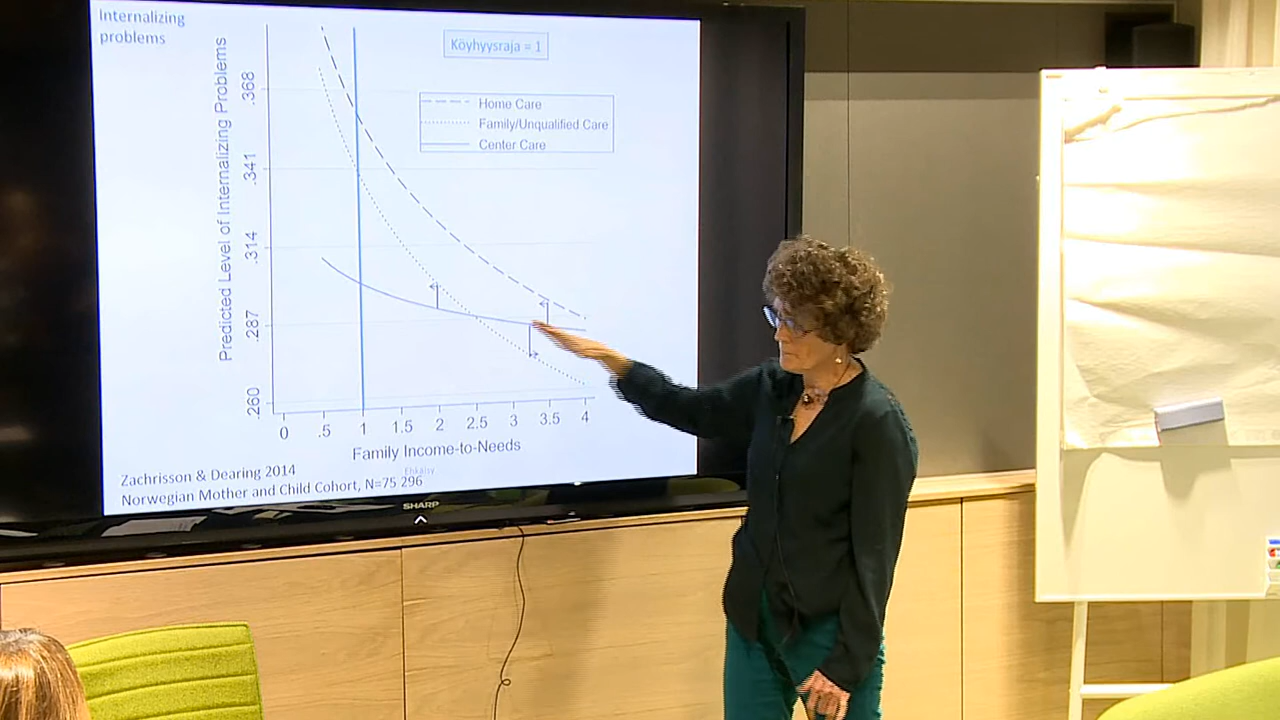 Internalizing
problems
Köyhyysraja = 1
Predicted Level of Internalizing Problems
.368
.341
.314
.287
.260
Home Care
Family/Unqualified Care
Center Care
0 .5 1 1.5 2 2.5 3 3.5 4
Family Income-to-Needs
Zachrisson & Dearing 2014
Norwegian Mother and Child Cohort, N=75 296
SHARP